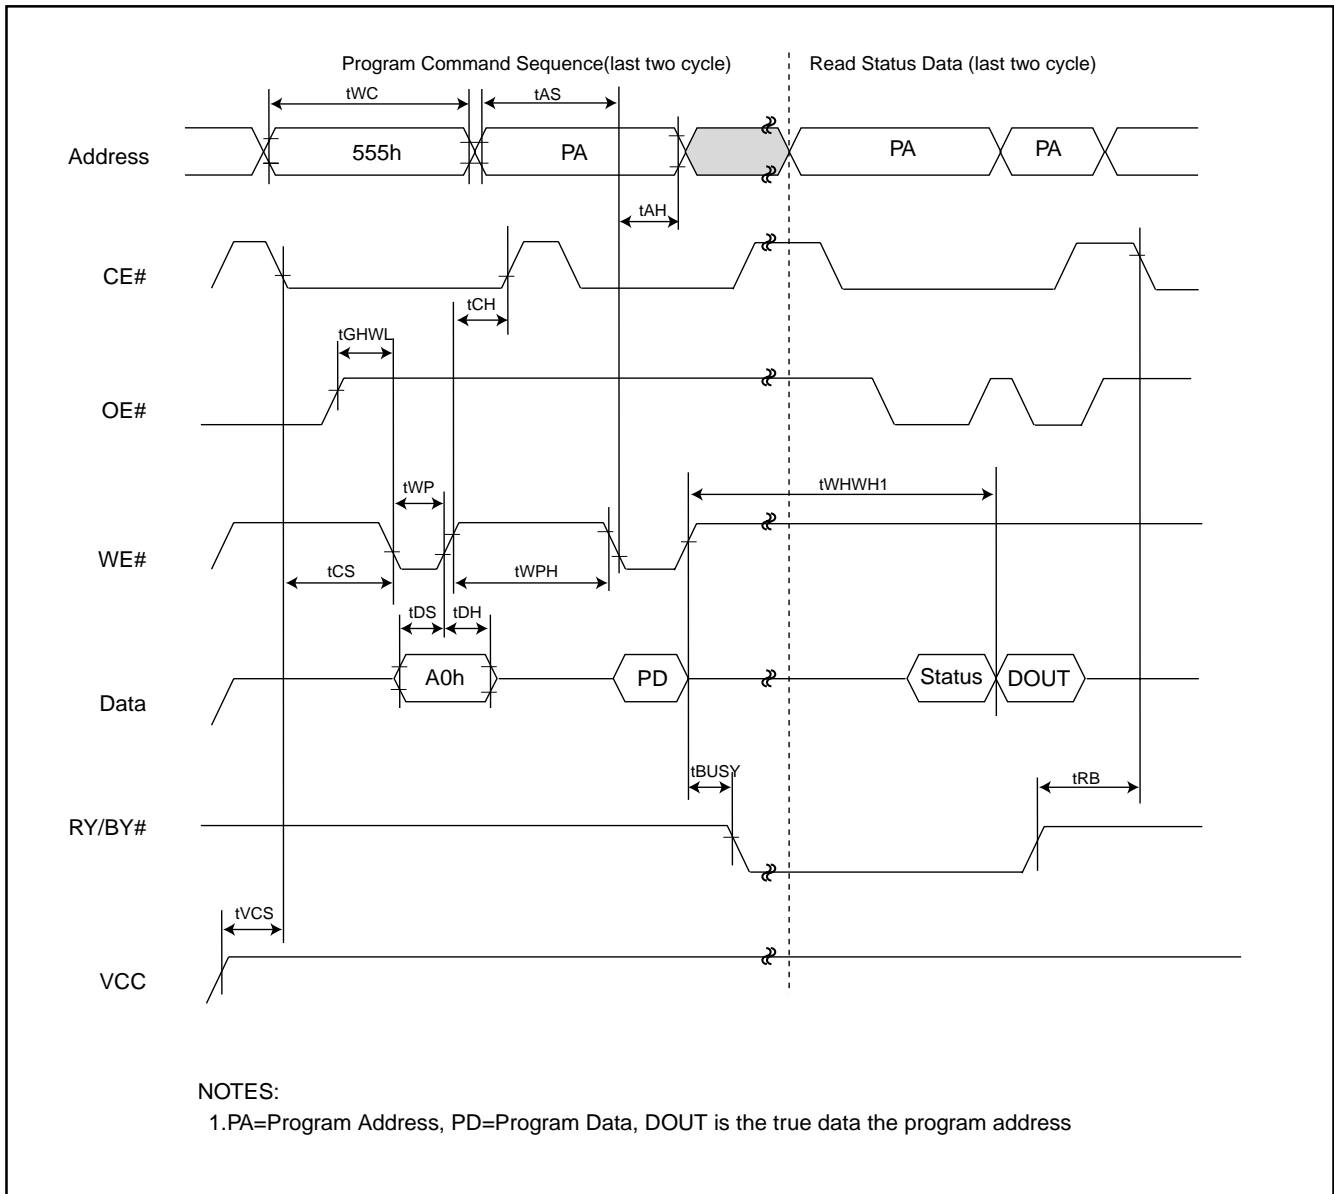 Program Command Sequence(last two cycle)
Read Status Data (last two cycle)
tWC
tAS
Address
555h
PA
PA
PA
tAH
CE#
tCH
tGHWL
OE#
tWP
tWHWH1
WE#
tCS
tWPH
tDS
tDH
A0h
PD
Status
DOUT
Data
tBUSY
tRB
RY/BY#
tVCS
VCC
NOTES:
1.PA=Program Address, PD=Program Data, DOUT is the true data the program address